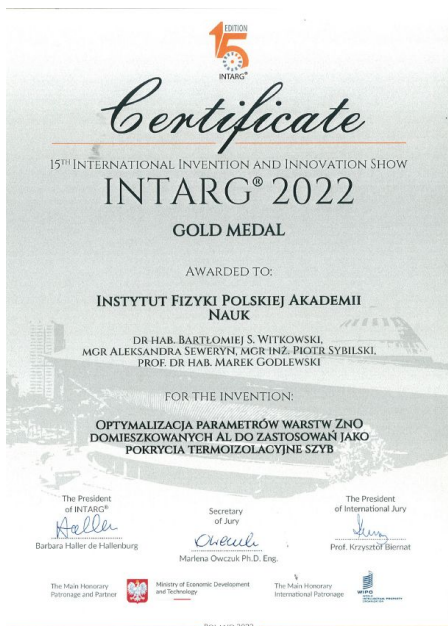 15 EDITION
INTARG®
Certificate
15TH INTERNATIONAL INVENTION AND INNOVATION SHOW
INTARG® 2022
GOLD MEDAL
AWARDED TO:
INSTYTUT FIZYKI POLSKIEJ AKADEMII
NAUK
DR HAB. BARTŁOMIEJ S. WITKOWSKI,
MGR ALEKSANDRA SEWERYN, MGR INŻ. PIOTR SYBILSKI,
PROF. DR HAB. MAREK GODLEWSKI
FOR THE INVENTION:
OPTYMALIZACJA PARAMETRÓW WARSTW ZNO
DOMIESZKOWANYCH AL DO ZASTOSOWAŃ JAKO
POKRYCIA TERMOIZOLACYJNE SZYB
The President
of INTARG®
Haller
Barbara Haller de Hallenburg
Secretary
of Jury
Owczuk
Marlena Owczuk Ph.D. Eng.
The President
of International Jury
Prof. Krzysztof Biernat
The Main Honorary
Patronage and Partner
Ministry of Economic Development
and Technology
The Main Honorary
International Patronage
WIPO